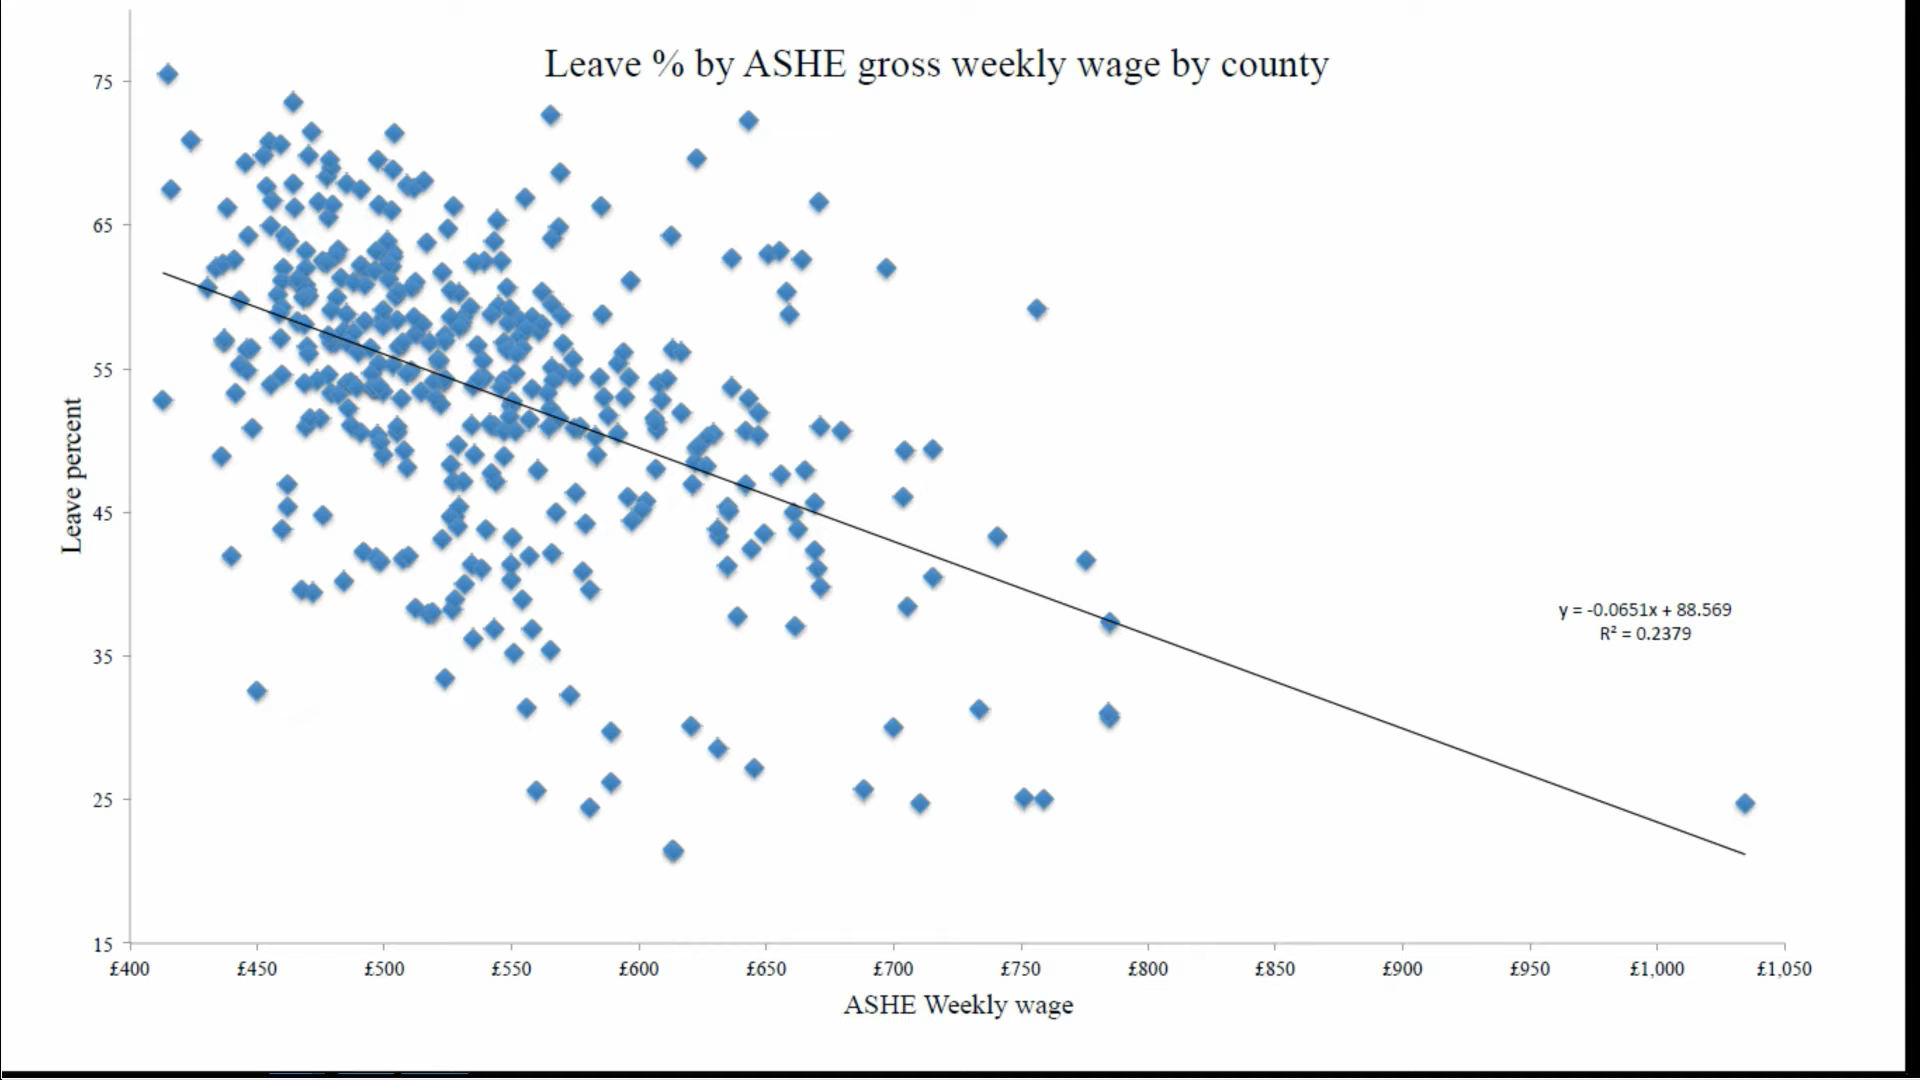 Leave % by ASHE gross weekly wage by county
75
65
55
45
35
25
15
Leave percent
y = -0.0651x + 88.569
R² = 0.2379
£400 £450 £500 £550 £600 £650 £700 £750 £800 £850 £900 £950 £1,000 £1,050
ASHE Weekly wage